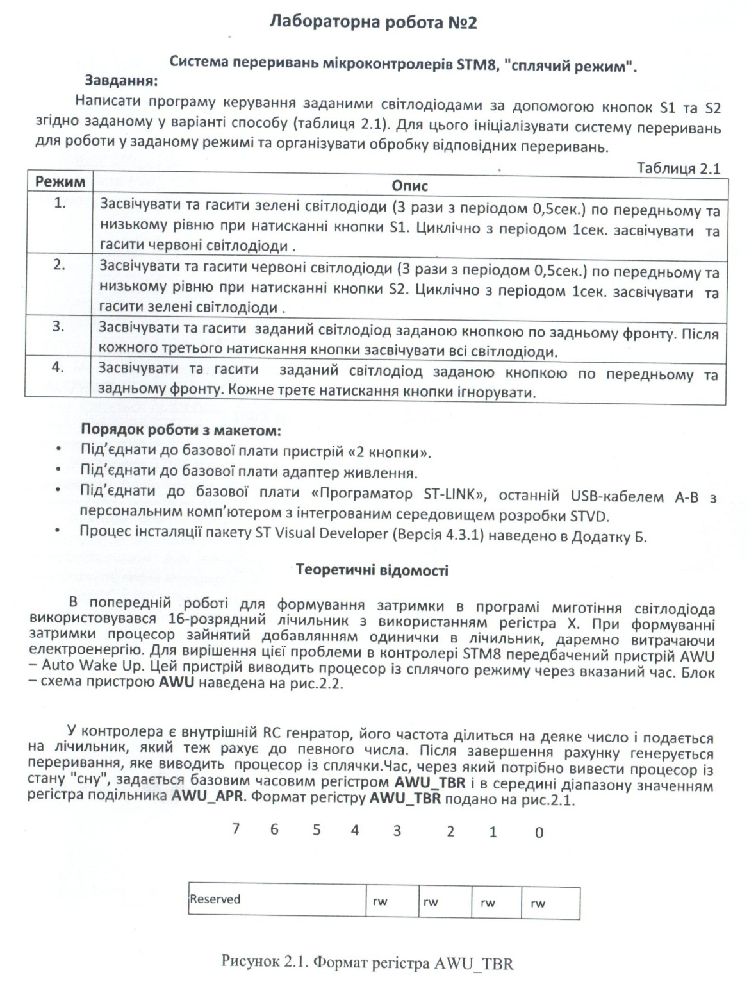 Лабораторна робота №2
Система переривань мікроконтролерів STM8, "сплячий режим".
Завдання:
Написати програму керування заданими світлодіодами за допомогою кнопок S1 та S2
згідно заданому у варіанті способу (таблиця 2.1). Для цього ініціалізувати систему переривань
для роботи у заданому режимі та організувати обробку відповідних переривань.
Таблиця 2.1
Режим Опис
1. Засвічувати та гасити зелені світлодіоди (3 рази з періодом 0,5сек.) по передньому та
низькому рівню при натисканні кнопки S1. Циклічно з періодом 1сек. засвічувати та
гасити червоні світлодіоди .
2. Засвічувати та гасити червоні світлодіоди (3 рази з періодом 0,5сек.) по передньому та
низькому рівню при натисканні кнопки S2. Циклічно з періодом 1сек. засвічувати та
гасити зелені світлодіоди .
3. Засвічувати та гасити заданий світлодіод заданою кнопкою по задньому фронту. Після
кожного третього натискання кнопки засвічувати всі світлодіоди.
4. Засвічувати та гасити заданий світлодіод заданою кнопкою по передньому та
задньому фронту. Кожне третє натискання кнопки ігнорувати.
Порядок роботи з макетом:
• Під’єднати до базової плати пристрій «2 кнопки».
• Під’єднати до базової плати адаптер живлення.
• Під’єднати до базової плати «Програматор ST-LINK», останній USB-кабелем А-В з
персональним комп’ютером з інтегрованим середовищем розробки STVD.
• Процес інсталяції пакету ST Visual Developer (Версія 4.3.1) наведено в Додатку Б.
Теоретичні відомості
В попередній роботі для формування затримки в програмі миготіння світлодіода
використовувався 16-розрядний лічильник з використанням регістра X. При формуванні
затримки процесор зайнятий добавлянням одинички в лічильник, даремно витрачаючи
електроенергію. Для вирішення цієї проблеми в контролері STM8 передбачений пристрій AWU
– Auto Wake Up. Цей пристрій виводить процесор із сплячого режиму через вказаний час. Блок
– схема пристрою AWU наведена на рис.2.2.
У контролера є внутрішній RC генратор, його частота ділиться на деяке число і подається
на лічильник, який теж рахує до певного числа. Після завершення рахунку генерується
переривання, яке виводить процесор із сплячки.Час, через який потрібно вивести процесор із
стану "сну", задається базовим часовим регістром AWU_TBR і в середині діапазону значенням
регістра подільника AWU_APR. Формат регістру AWU_TBR подано на рис.2.1.
7 6 5 4 3 2 1 0
Reserved rw rw rw rw
Рисунок 2.1. Формат регістра AWU_TBR